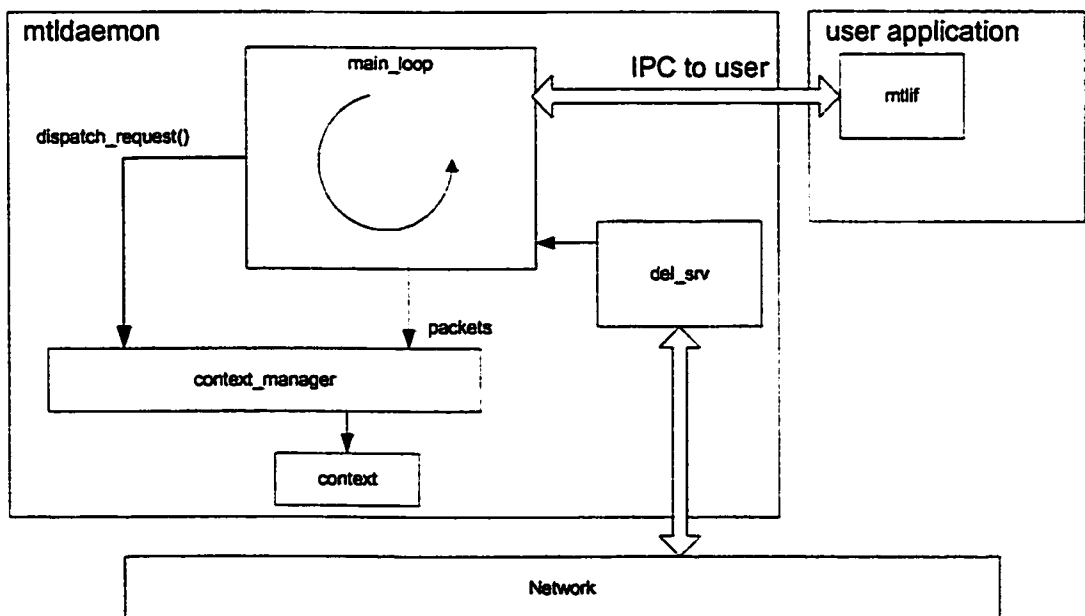 mtldaemon
user application
main_loop
IPC to user
mtlif
dispatch_request()
del_srv
packets
context_manager
context
Network